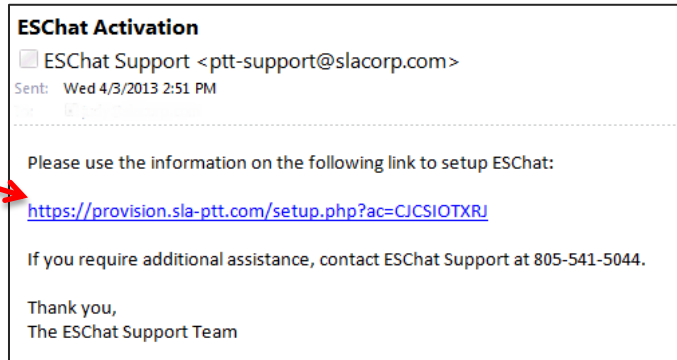 ESChat Activation
ESChat Support <ptt-support@slacorp.com>
Sent: Wed 4/3/2013 2:51 PM
Please use the information on the following link to setup ESChat:
https://provision.sla-ptt.com/setup.php?ac=CJCSIOTXRJ
If you require additional assistance, contact ESChat Support at 805-541-5044.
Thank you,
The ESChat Support Team